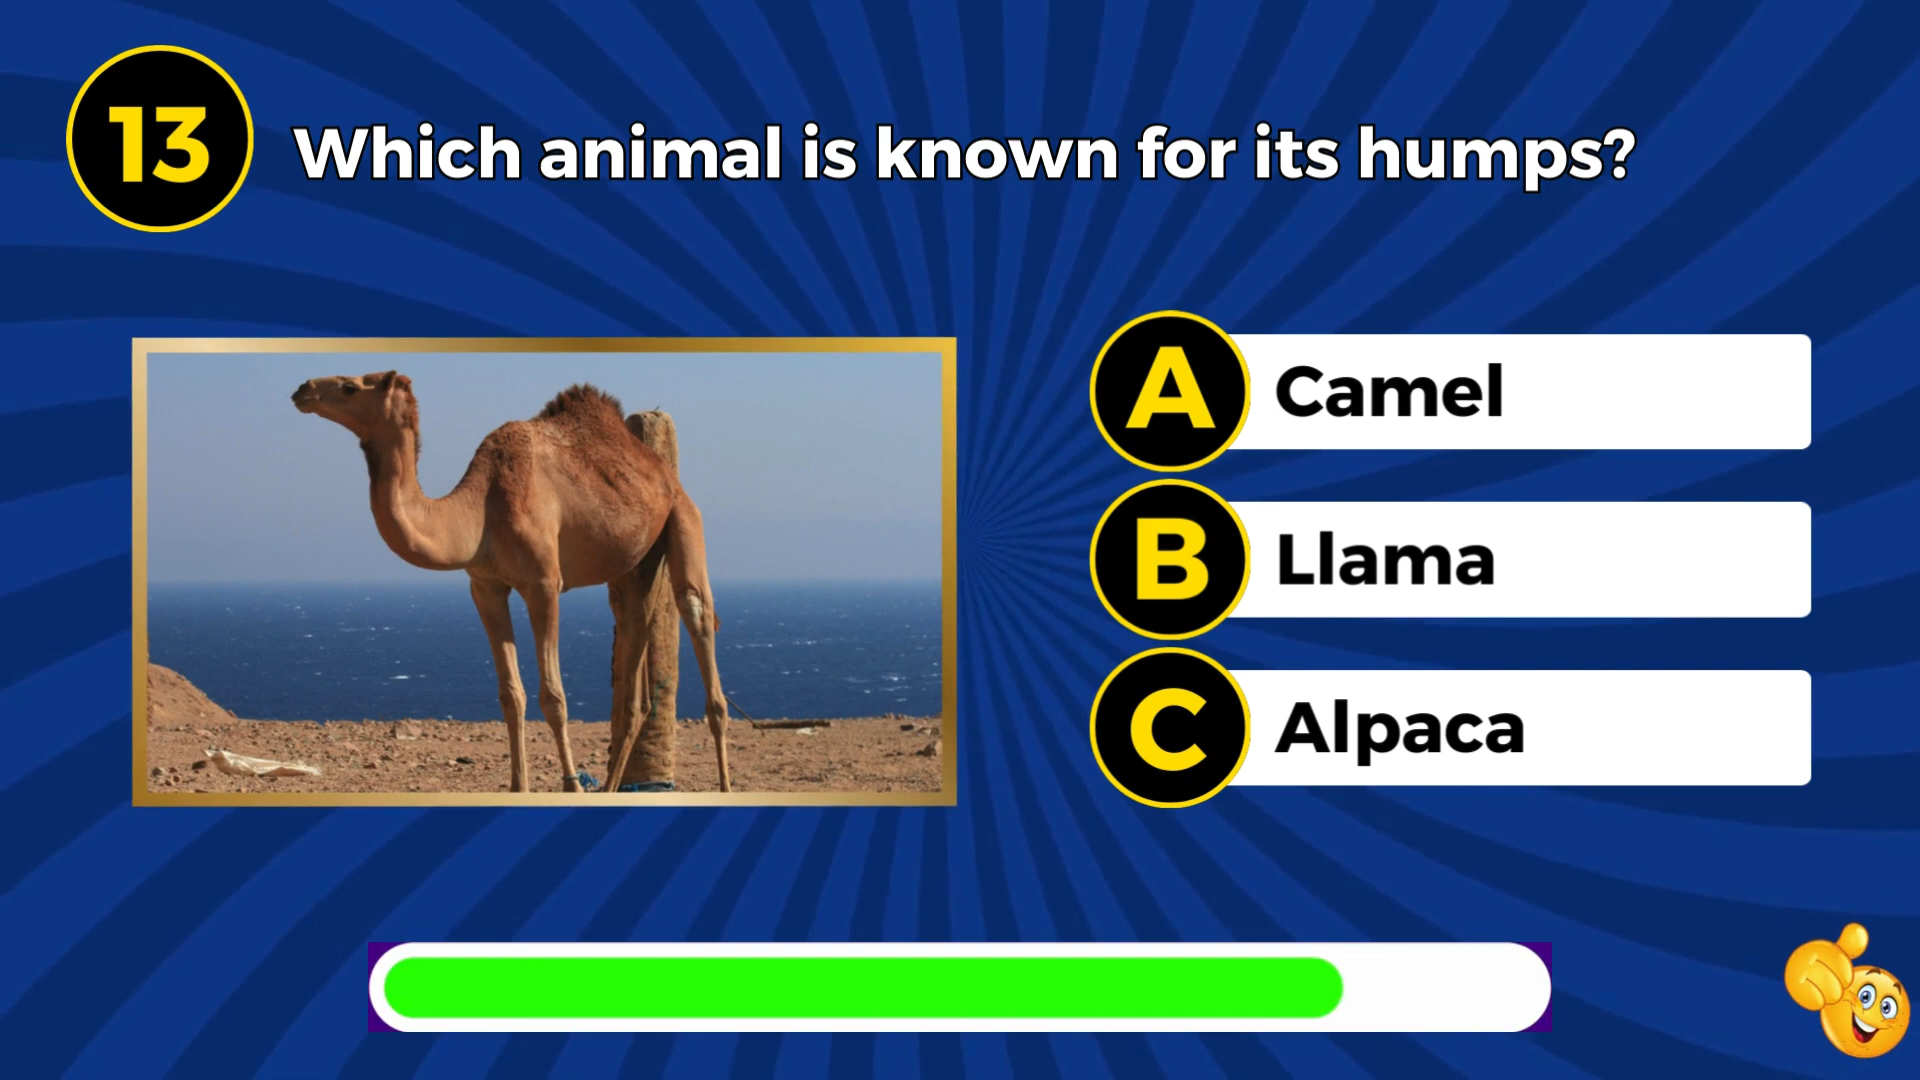 13
Which animal is known for its humps?
A Camel
B Llama
C Alpaca